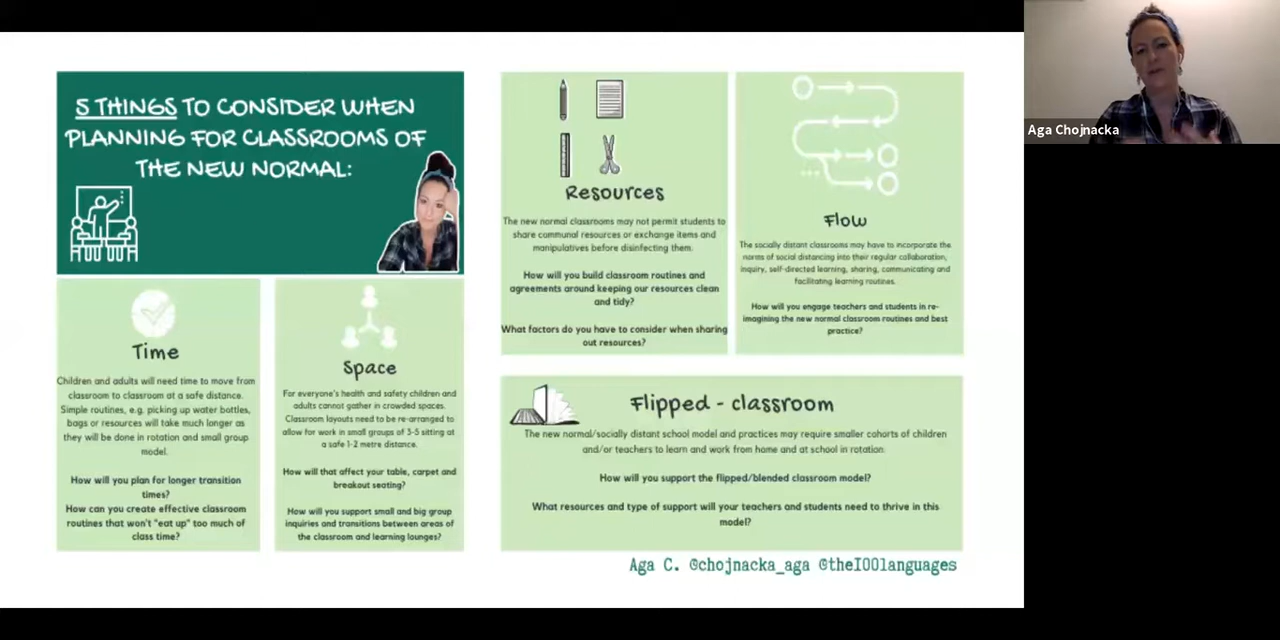 5 THINGS TO CONSIDER WHEN
PLANNING FOR CLASSROOMS OF
THE NEW NORMAL:
Time
Children and adults will need time to move from
classroom to classroom at a safe distance.
Simple routines, e.g. picking up water bottles,
bags or resources will take much longer as
they will be done in rotation and small group
model.
How will you plan for longer transition
times?
How can you create effective classroom
routines that won't "eat up" too much of
class time?
Space
For everyone's health and safety children and
adults cannot gather in crowded spaces.
Classroom layouts need to be re-arranged to
allow for work in small groups of 3-5 sitting at
a safe 1-2 metre distance.
How will that affect your table, carpet and
breakout seating?
How will you support small and big group
inquiries and transitions between areas of
the classroom and learning lounges?
Resources
The new normal classrooms may not permit students to
share communal resources or exchange items and
manipulatives before disinfecting them.
How will you build classroom routines and
agreements around keeping our resources clean
and tidy?
What factors do you have to consider when sharing
out resources?
Flow
The socially distant classrooms may have to incorporate the
norms of social distancing into their regular collaboration,
inquiry, self-directed learning, sharing, communicating and
facilitating learning routines.
How will you engage teachers and students in re-
imagining the new normal classroom routines and best
practice?
Flipped - classroom
The new normal/socially distant school model and practices may require smaller cohorts of children
and/or teachers to learn and work from home and at school in rotation.
How will you support the flipped/blended classroom model?
What resources and type of support will your teachers and students need to thrive in this
model?
Aga C. @chojnacka_aga @the100languages
Aga Chojnacka